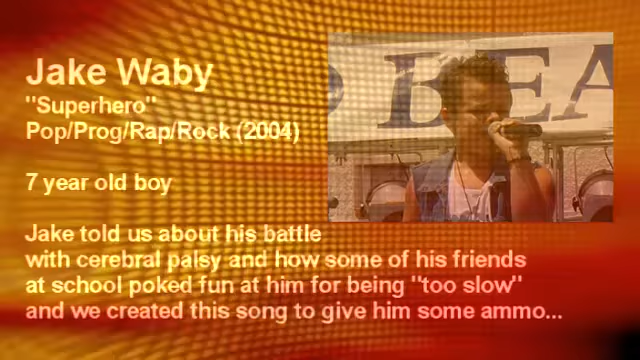 Jake Waby
"Superhero"
Pop/Prog/Rap/Rock (2004)
7 year old boy
Jake told us about his battle
with cerebral palsy and how some of his friends
at school poked fun at him for being "too slow"
and we created this song to give him some ammo...
BEA